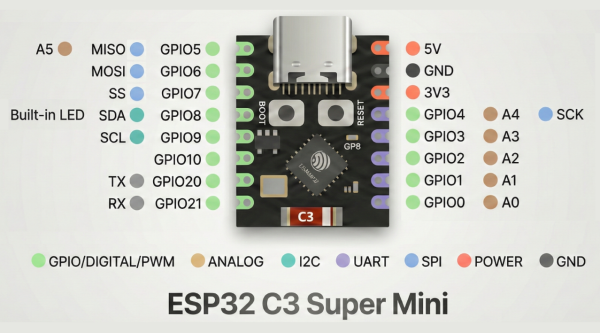 A5 MISO GPIO5
MOSI GPIO6
SS GPIO7
Built-in LED SDA GPIO8
SCL GPIO9
GPIO10
TX GPIO20
RX GPIO21
BOOT
RESET
GP8
C3
5V
GND
3V3
GPIO4 A4 SCK
GPIO3 A3
GPIO2 A2
GPIO1 A1
GPIO0 A0
GPIO/DIGITAL/PWM ANALOG I2C UART SPI POWER GND
ESP32 C3 Super Mini